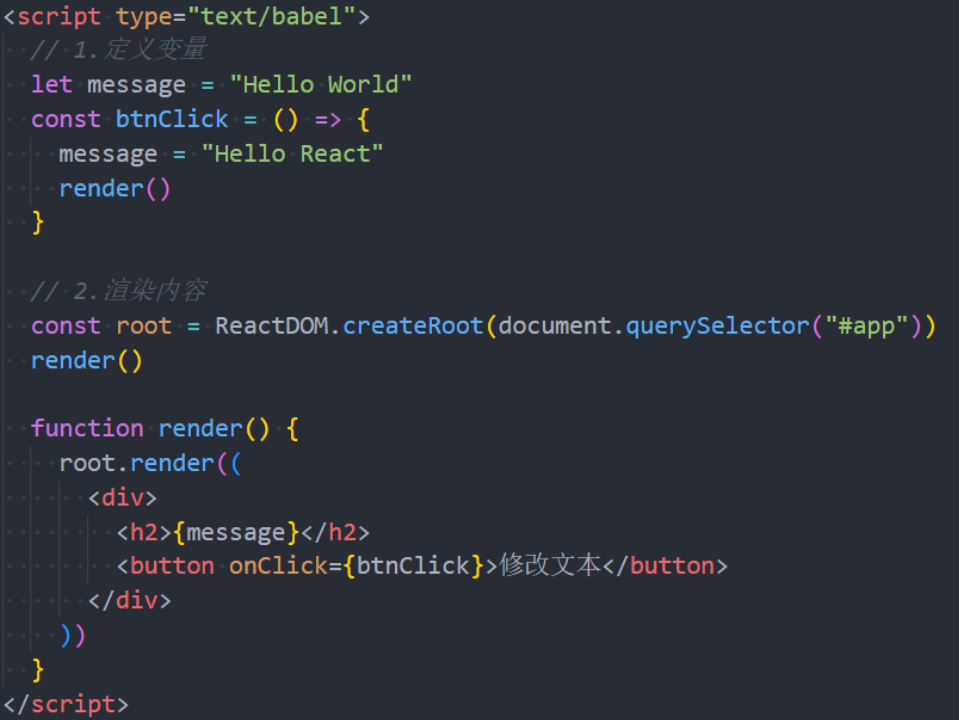 <script type="text/babel">
// 1.定义变量
let message = "Hello World"
const btnClick = () => {
message = "Hello React"
render()
}
// 2.渲染内容
const root = ReactDOM.createRoot(document.querySelector("#app"))
render()
function render() {
root.render((
<div>
<h2>{message}</h2>
<button onClick={btnClick}>修改文本</button>
</div>
))
}
</script>